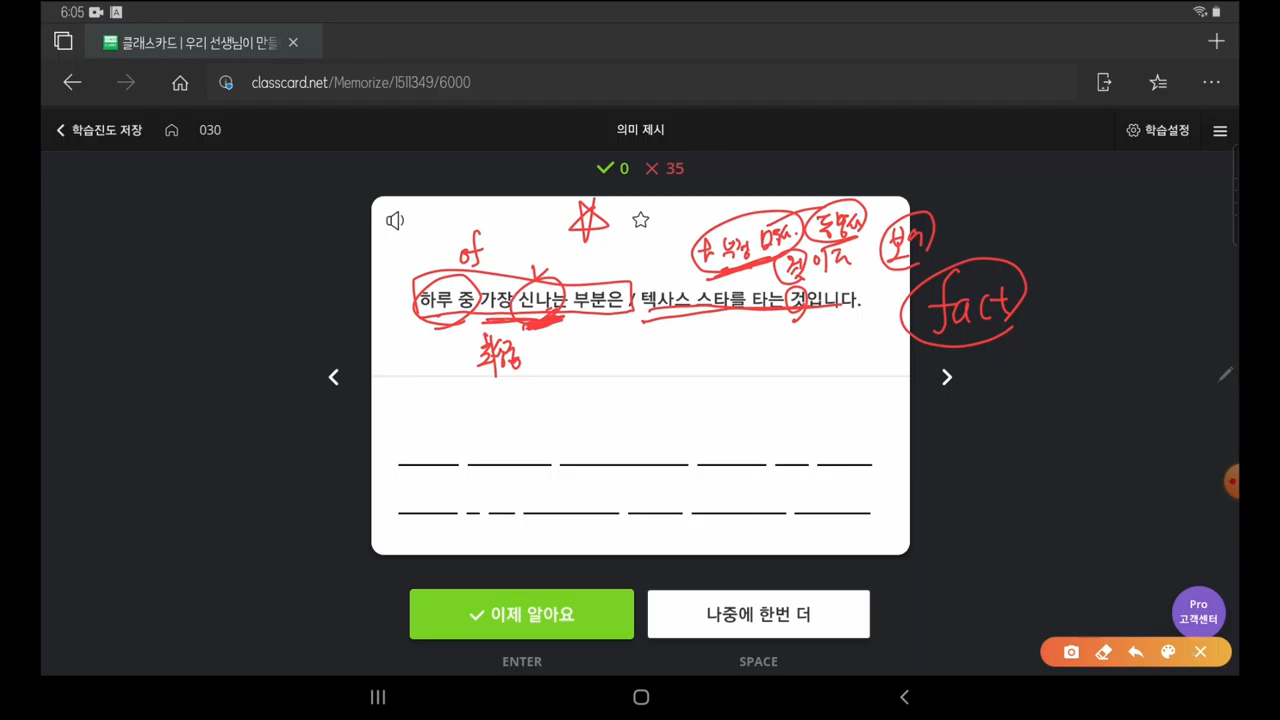 6:05 A
클래스카드 | 우리 선생님이 만들
classcard.net/Memorize/1511349/6000
학습진도 저장 030 의미 제시 학습설정
0 35
of to 부정
것 이다
fact
하루 중 가장 신나는 부분은 / 텍사스 스타를 타는 것입니다.
이제 알아요 나중에 한번 더
ENTER SPACE
Pro
고객센터